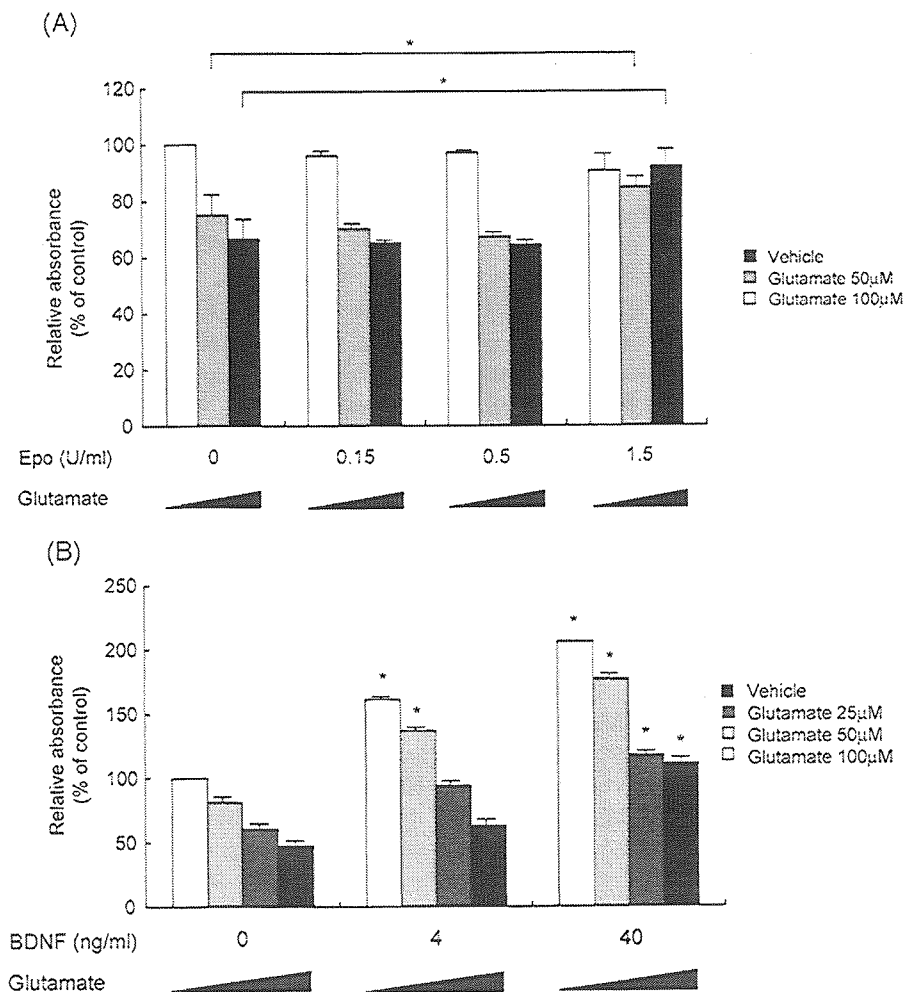 (A)
*
*
120
100
80
60
40
20
0
Relative absorbance
(% of control)
Vehicle
Glutamate 50μM
Glutamate 100μM
Epo (U/ml) 0 0.15 0.5 1.5
Glutamate
(B)
250
200
150
100
50
0
Relative absorbance
(% of control)
* * * * * *
Vehicle
Glutamate 25μM
Glutamate 50μM
Glutamate 100μM
BDNF (ng/ml) 0 4 40
Glutamate